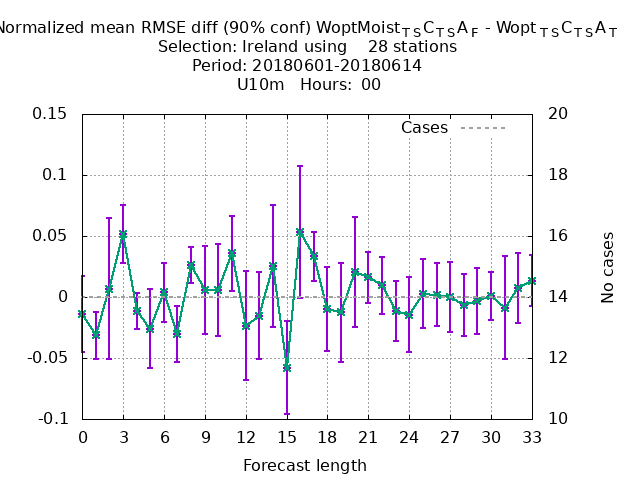 Normalized mean RMSE diff (90% conf) WoptMoistTSCTSAF - WoptTSCTSAT
Selection: Ireland using 28 stations
Period: 20180601-20180614
U10m Hours: 00
0.15 20
Cases
0.1 18
0.05 16
0 14
-0.05 12
-0.1 10
No cases
0 3 6 9 12 15 18 21 24 27 30 33
Forecast length